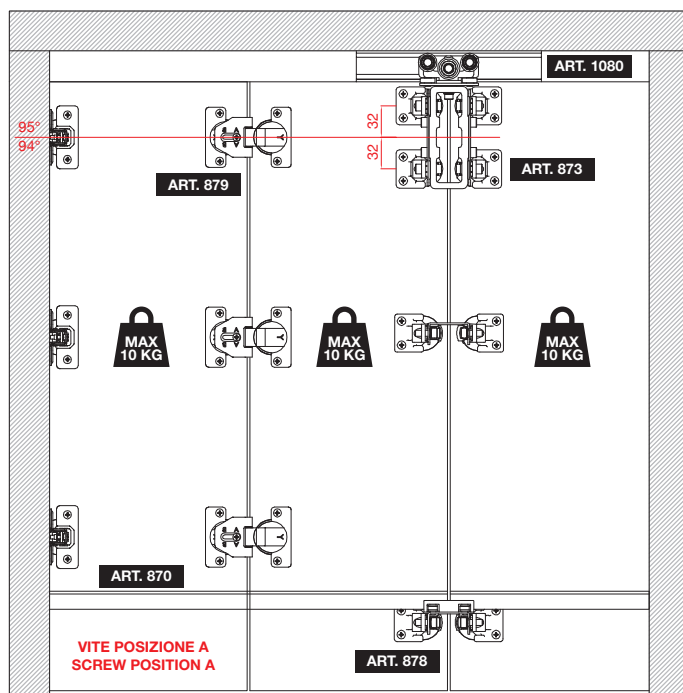 ART. 1080
95°
94°
32
32
ART. 879
ART. 873
MAX
10 KG
MAX
10 KG
MAX
10 KG
ART. 870
VITE POSIZIONE A
SCREW POSITION A
ART. 878